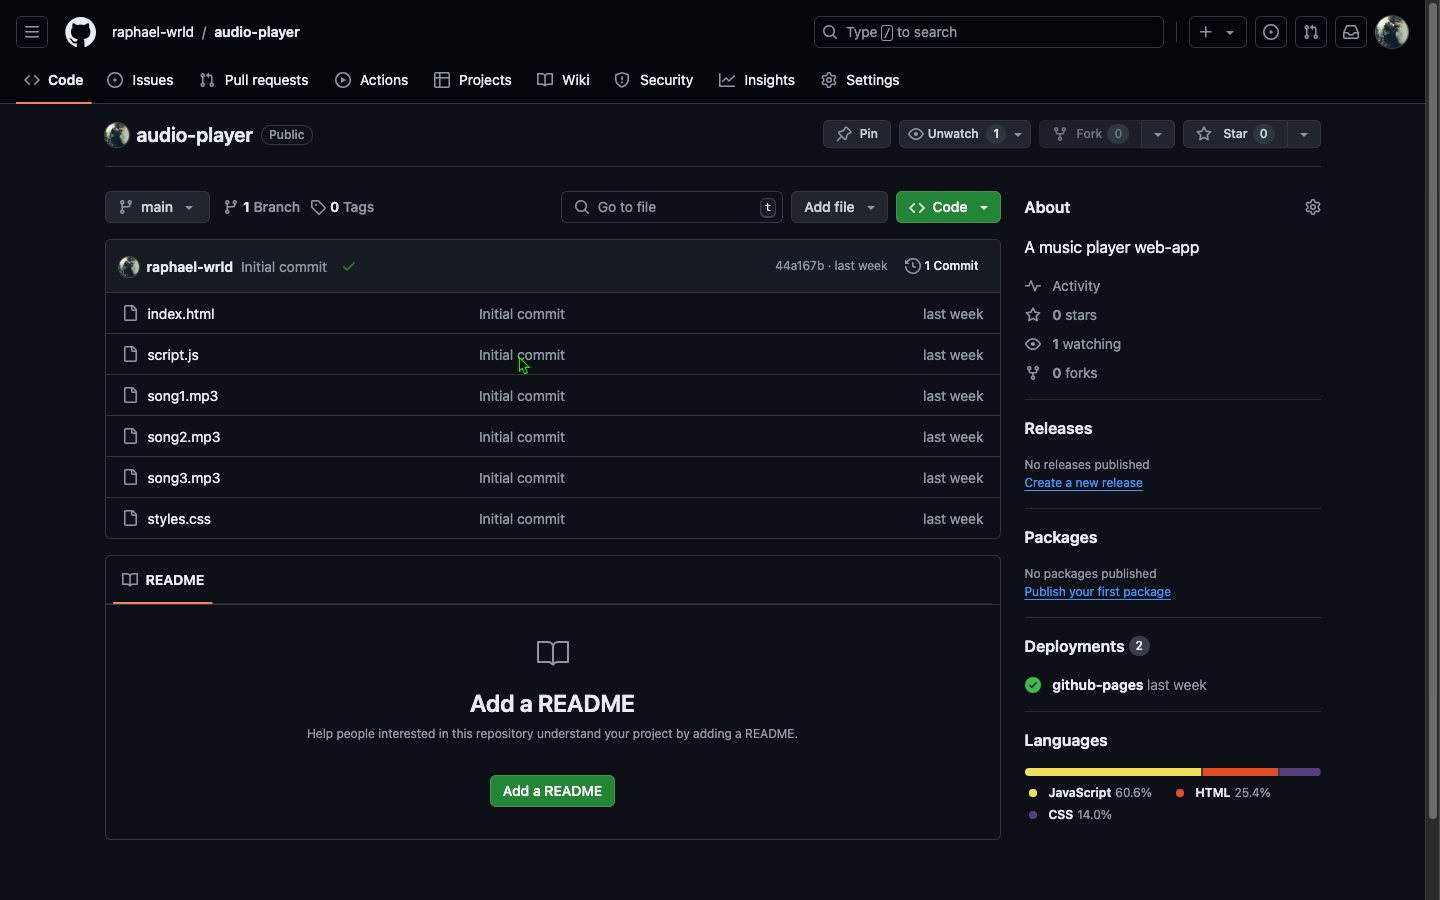 raphael-wrld / audio-player
Type / to search
Code Issues Pull requests Actions Projects Wiki Security Insights Settings
audio-player Public
Pin Unwatch 1 Fork 0 Star 0
main 1 Branch 0 Tags Go to file t Add file Code
raphael-wrld Initial commit 44a167b · last week 1 Commit
index.html Initial commit last week
script.js Initial commit last week
song1.mp3 Initial commit last week
song2.mp3 Initial commit last week
song3.mp3 Initial commit last week
styles.css Initial commit last week
README
Add a README
Help people interested in this repository understand your project by adding a README.
Add a README
About
A music player web-app
Activity
0 stars
1 watching
0 forks
Releases
No releases published
Create a new release
Packages
No packages published
Publish your first package
Deployments 2
github-pages last week
Languages
JavaScript 60.6% HTML 25.4%
CSS 14.0%